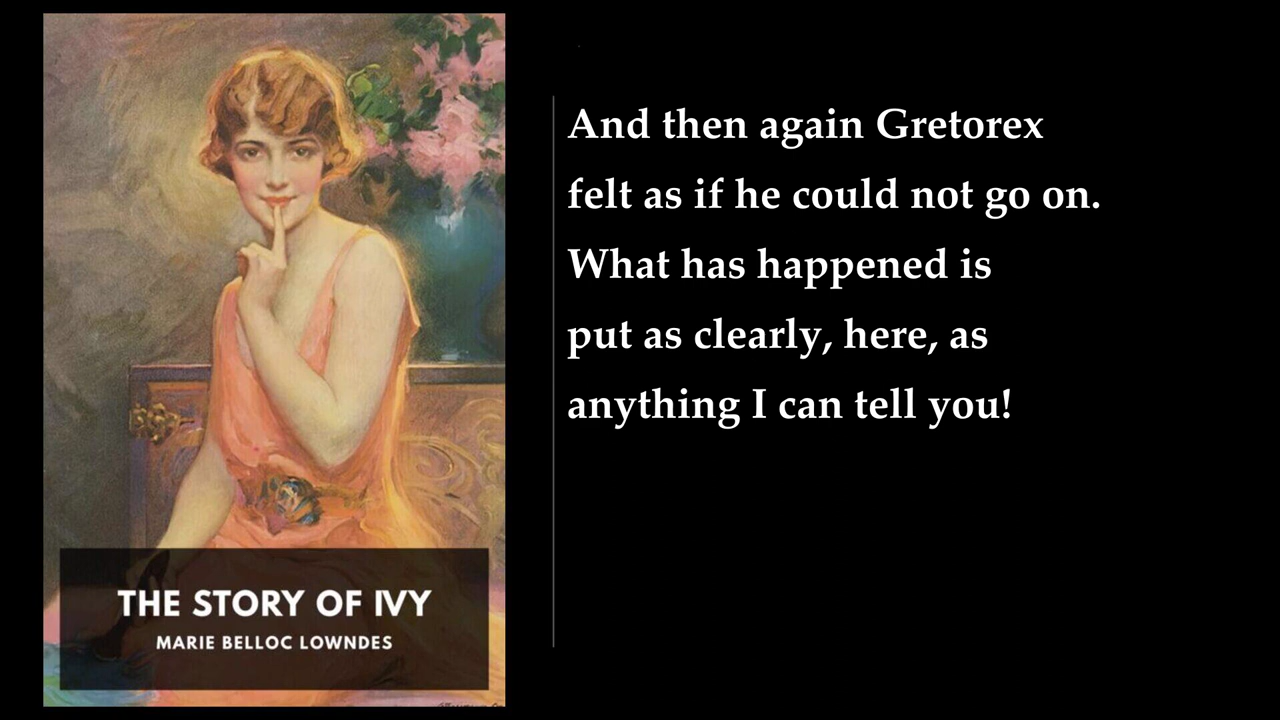 And then again Gretorex
felt as if he could not go on.
What has happened is
put as clearly, here, as
anything I can tell you!
THE STORY OF IVY
MARIE BELLOC LOWNDES